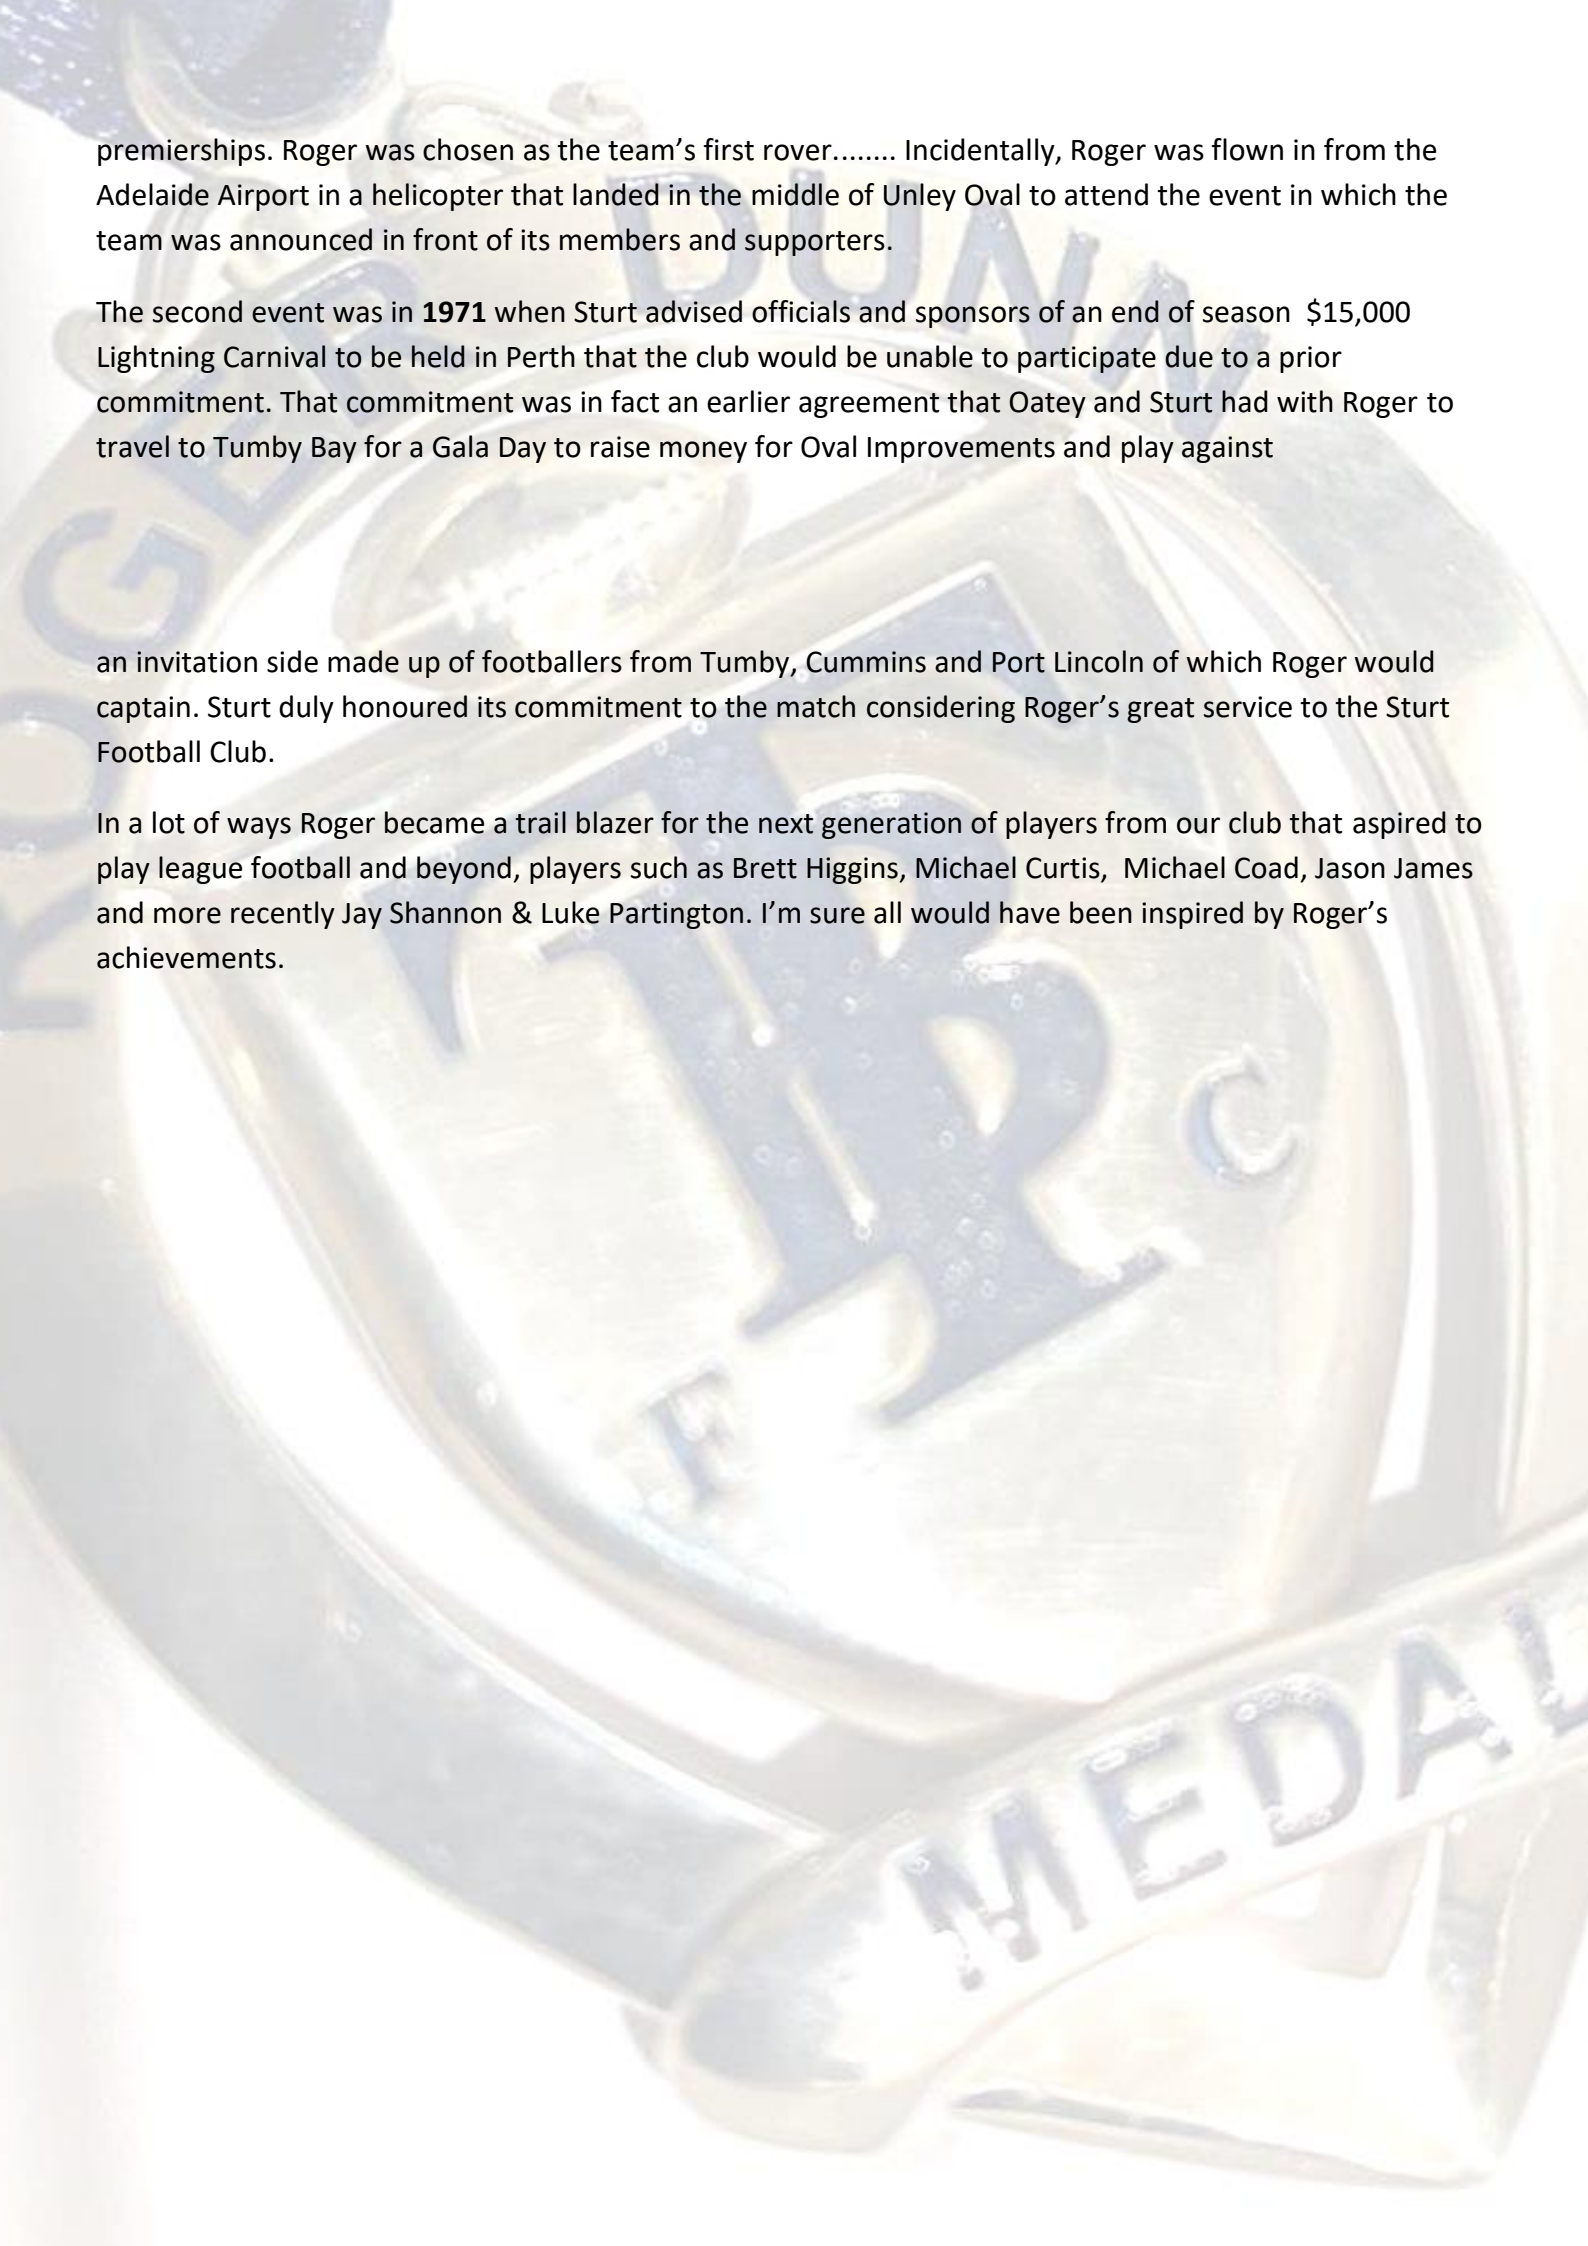 premierships. Roger was chosen as the team’s first rover........ Incidentally, Roger was flown in from the
Adelaide Airport in a helicopter that landed in the middle of Unley Oval to attend the event in which the
team was announced in front of its members and supporters.
The second event was in 1971 when Sturt advised officials and sponsors of an end of season  $15,000
Lightning Carnival to be held in Perth that the club would be unable to participate due to a prior
commitment. That commitment was in fact an earlier agreement that Oatey and Sturt had with Roger to
travel to Tumby Bay for a Gala Day to raise money for Oval Improvements and play against
an invitation side made up of footballers from Tumby, Cummins and Port Lincoln of which Roger would
captain. Sturt duly honoured its commitment to the match considering Roger’s great service to the Sturt
Football Club.
In a lot of ways Roger became a trail blazer for the next generation of players from our club that aspired to
play league football and beyond, players such as Brett Higgins, Michael Curtis,  Michael Coad, Jason James
and more recently Jay Shannon & Luke Partington. I’m sure all would have been inspired by Roger’s
achievements.
ROGER DUNN
TR
F C
MEDAL